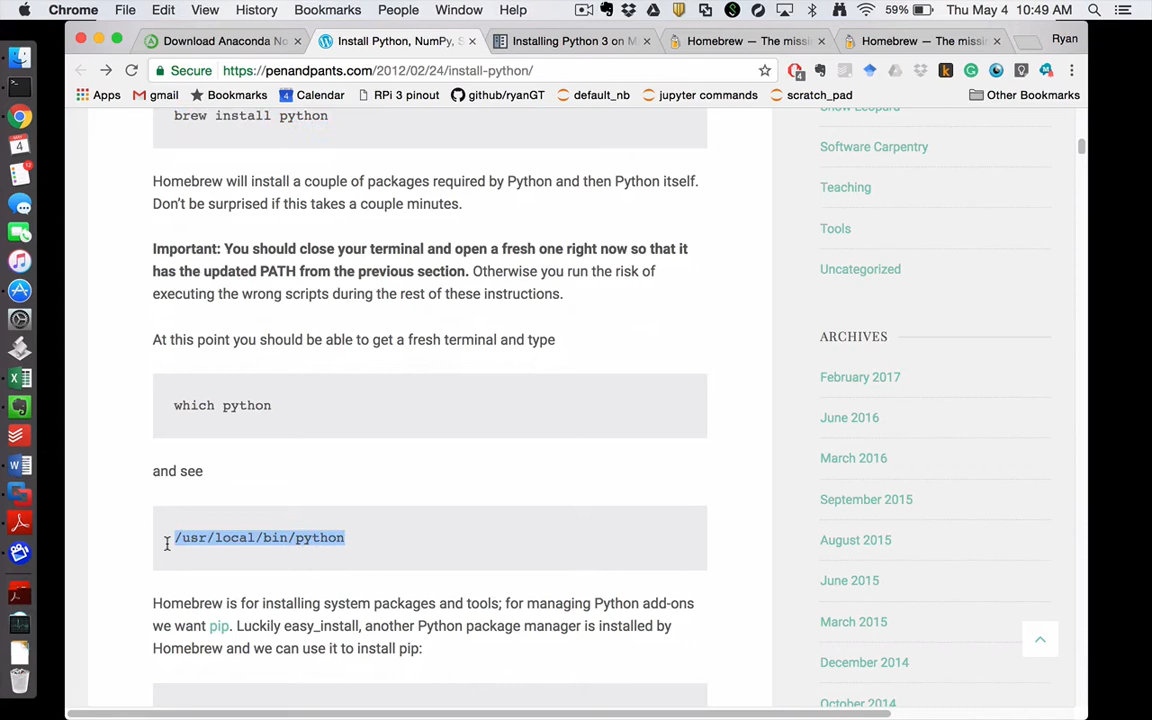 Chrome File Edit View History Bookmarks People Window Help 59% Thu May 4 10:49 AM
Download Anaconda No
Install Python, NumPy, S
Installing Python 3 on M
Homebrew — The missi
Homebrew — The missi
Ryan
Secure https://penandpants.com/2012/02/24/install-python/
Apps gmail Bookmarks Calendar RPi 3 pinout github/ryanGT default_nb jupyter commands scratch_pad Other Bookmarks
brew install python
Homebrew will install a couple of packages required by Python and then Python itself.
Don't be surprised if this takes a couple minutes.
Important: You should close your terminal and open a fresh one right now so that it
has the updated PATH from the previous section. Otherwise you run the risk of
executing the wrong scripts during the rest of these instructions.
At this point you should be able to get a fresh terminal and type
which python
and see
/usr/local/bin/python
Homebrew is for installing system packages and tools; for managing Python add-ons
we want pip. Luckily easy_install, another Python package manager is installed by
Homebrew and we can use it to install pip:
Snow Leopard
Software Carpentry
Teaching
Tools
Uncategorized
ARCHIVES
February 2017
June 2016
March 2016
September 2015
August 2015
June 2015
March 2015
December 2014
October 2014